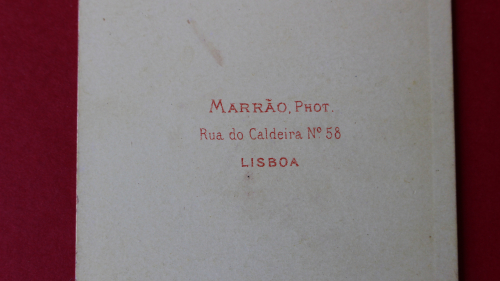 MARRÃO, PHOT.
Rua do Caldeira Nº 58
LISBOA